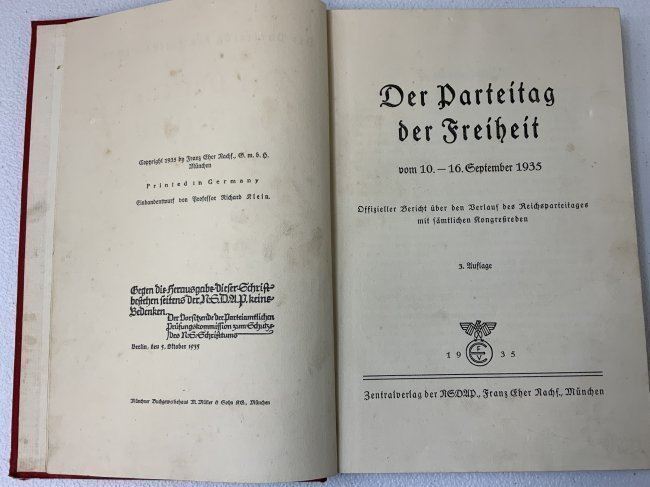 Copyright 1935 by Franz Eher Nachf., G. m. b. H.
München
Printed in Germany
Einbandentwurf von Professor Richard Klein.
Gegen die Herausgabe dieser Schrift
bestehen seitens der N.S.D.A.P. keine
Bedenken.
Der Vorsitzende der Parteiamtlichen
Prüfungskommission zum Schutze
des N.S. Schrifttums
Berlin, den 5. Oktober 1935
Münchner Buchgewerbehaus M. Müller & Sohn KG., München
Der Parteitag
der Freiheit
vom 10. — 16. September 1935
Offizieller Bericht über den Verlauf des Reichsparteitages
mit sämtlichen Kongreßreden
3. Auflage
1935
Zentralverlag der NSDAP., Franz Eher Nachf., München